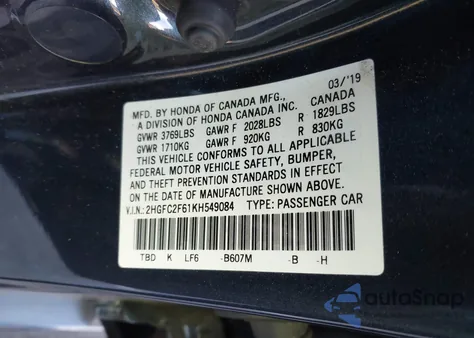 MFD. BY HONDA OF CANADA MFG., 03/'19
A DIVISION OF HONDA CANADA INC. CANADA
GVWR 3769LBS GAWR F 2028LBS R 1829LBS
GVWR 1710KG GAWR F 920KG R 830KG
THIS VEHICLE CONFORMS TO ALL APPLICABLE
FEDERAL MOTOR VEHICLE SAFETY, BUMPER,
AND THEFT PREVENTION STANDARDS IN EFFECT
ON THE DATE OF MANUFACTURE SHOWN ABOVE.
V.I.N.:2HGFC2F61KH549084 TYPE: PASSENGER CAR
TBD K LF6 -B607M -B -H
autoSnap